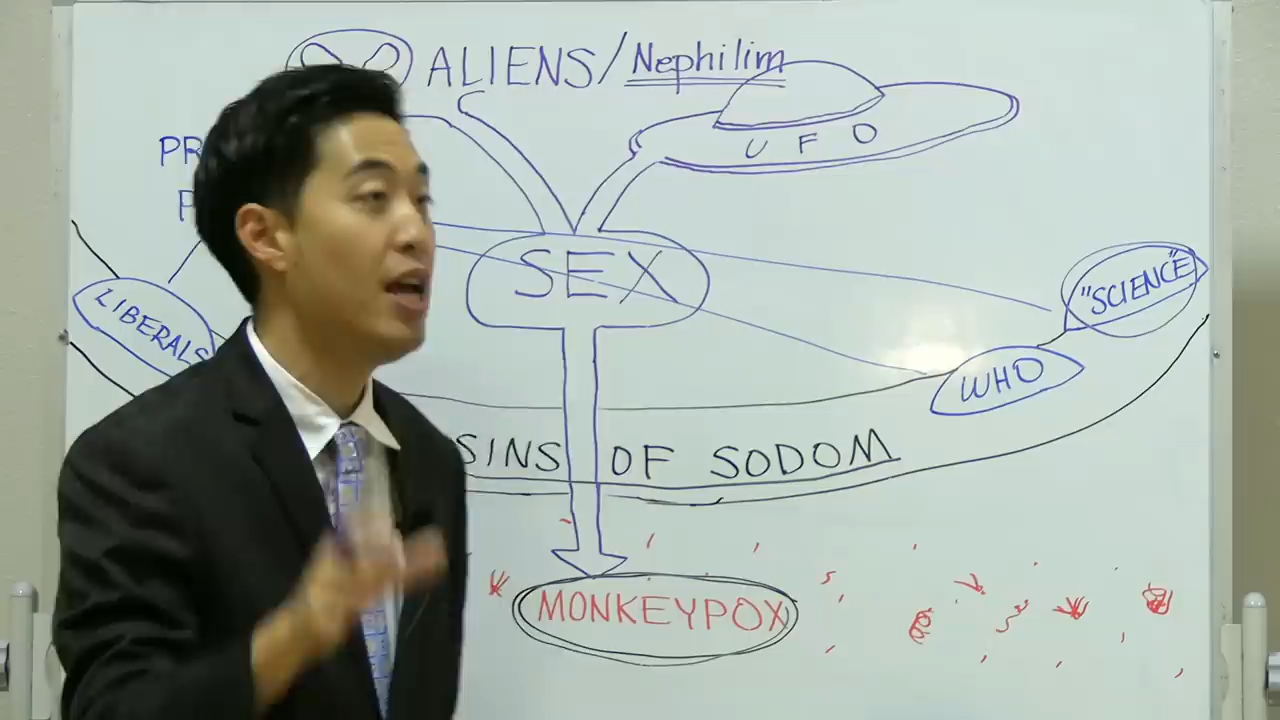 ALIENS/Nephilim
UFO
PR
P
SEX
"SCIENCE"
LIBERALS
WHO
SINS OF SODOM
MONKEYPOX